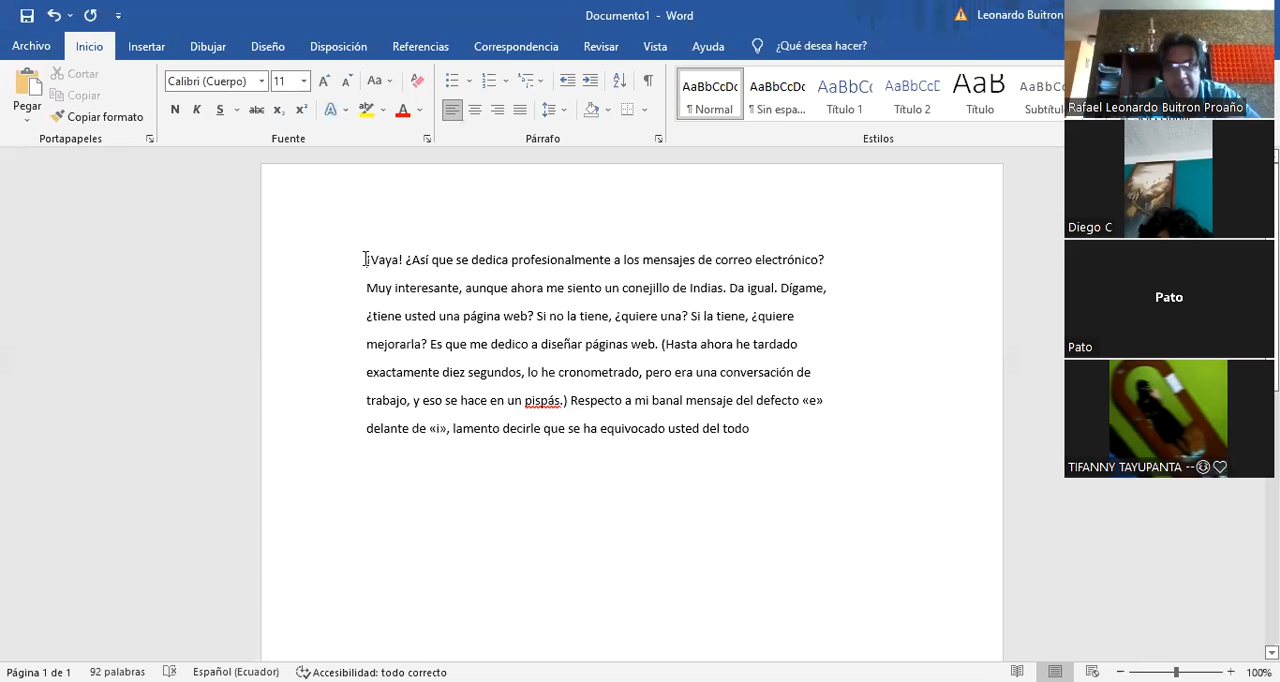 Documento1 - Word
Leonardo Buitron
Archivo Inicio Insertar Dibujar Diseño Disposición Referencias Correspondencia Revisar Vista Ayuda ¿Qué desea hacer?
Pegar
Cortar
Copiar
Copiar formato
Portapapeles
Calibri (Cuerpo) 11
N K S abc x₂ x²
Fuente
Párrafo
AaBbCcDc AaBbCcDc AaBbCc AaBbCcD AaB AaBbCcD
¶ Normal ¶ Sin espa... Título 1 Título 2 Título Subtítul
Estilos
Rafael Leonardo Buitron Proaño
Diego C
Pato
Pato
TIFANNY TAYUPANTA --
¡Vaya! ¿Así que se dedica profesionalmente a los mensajes de correo electrónico?
Muy interesante, aunque ahora me siento un conejillo de Indias. Da igual. Dígame,
¿tiene usted una página web? Si no la tiene, ¿quiere una? Si la tiene, ¿quiere
mejorarla? Es que me dedico a diseñar páginas web. (Hasta ahora he tardado
exactamente diez segundos, lo he cronometrado, pero era una conversación de
trabajo, y eso se hace en un pispás.) Respecto a mi banal mensaje del defecto «e»
delante de «i», lamento decirle que se ha equivocado usted del todo
Página 1 de 1 92 palabras Español (Ecuador) Accesibilidad: todo correcto 100%